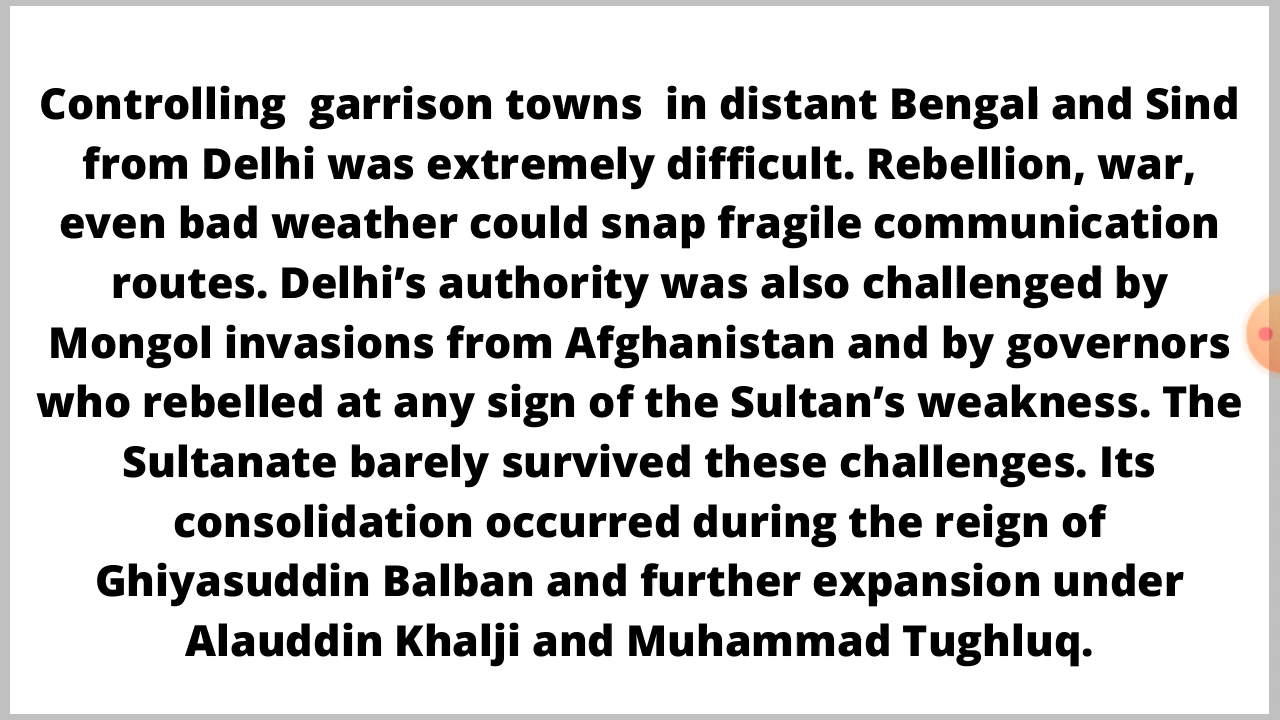 Controlling  garrison towns  in distant Bengal and Sind
from Delhi was extremely difficult. Rebellion, war,
even bad weather could snap fragile communication
routes. Delhi’s authority was also challenged by
Mongol invasions from Afghanistan and by governors
who rebelled at any sign of the Sultan’s weakness. The
Sultanate barely survived these challenges. Its
consolidation occurred during the reign of
Ghiyasuddin Balban and further expansion under
Alauddin Khalji and Muhammad Tughluq.